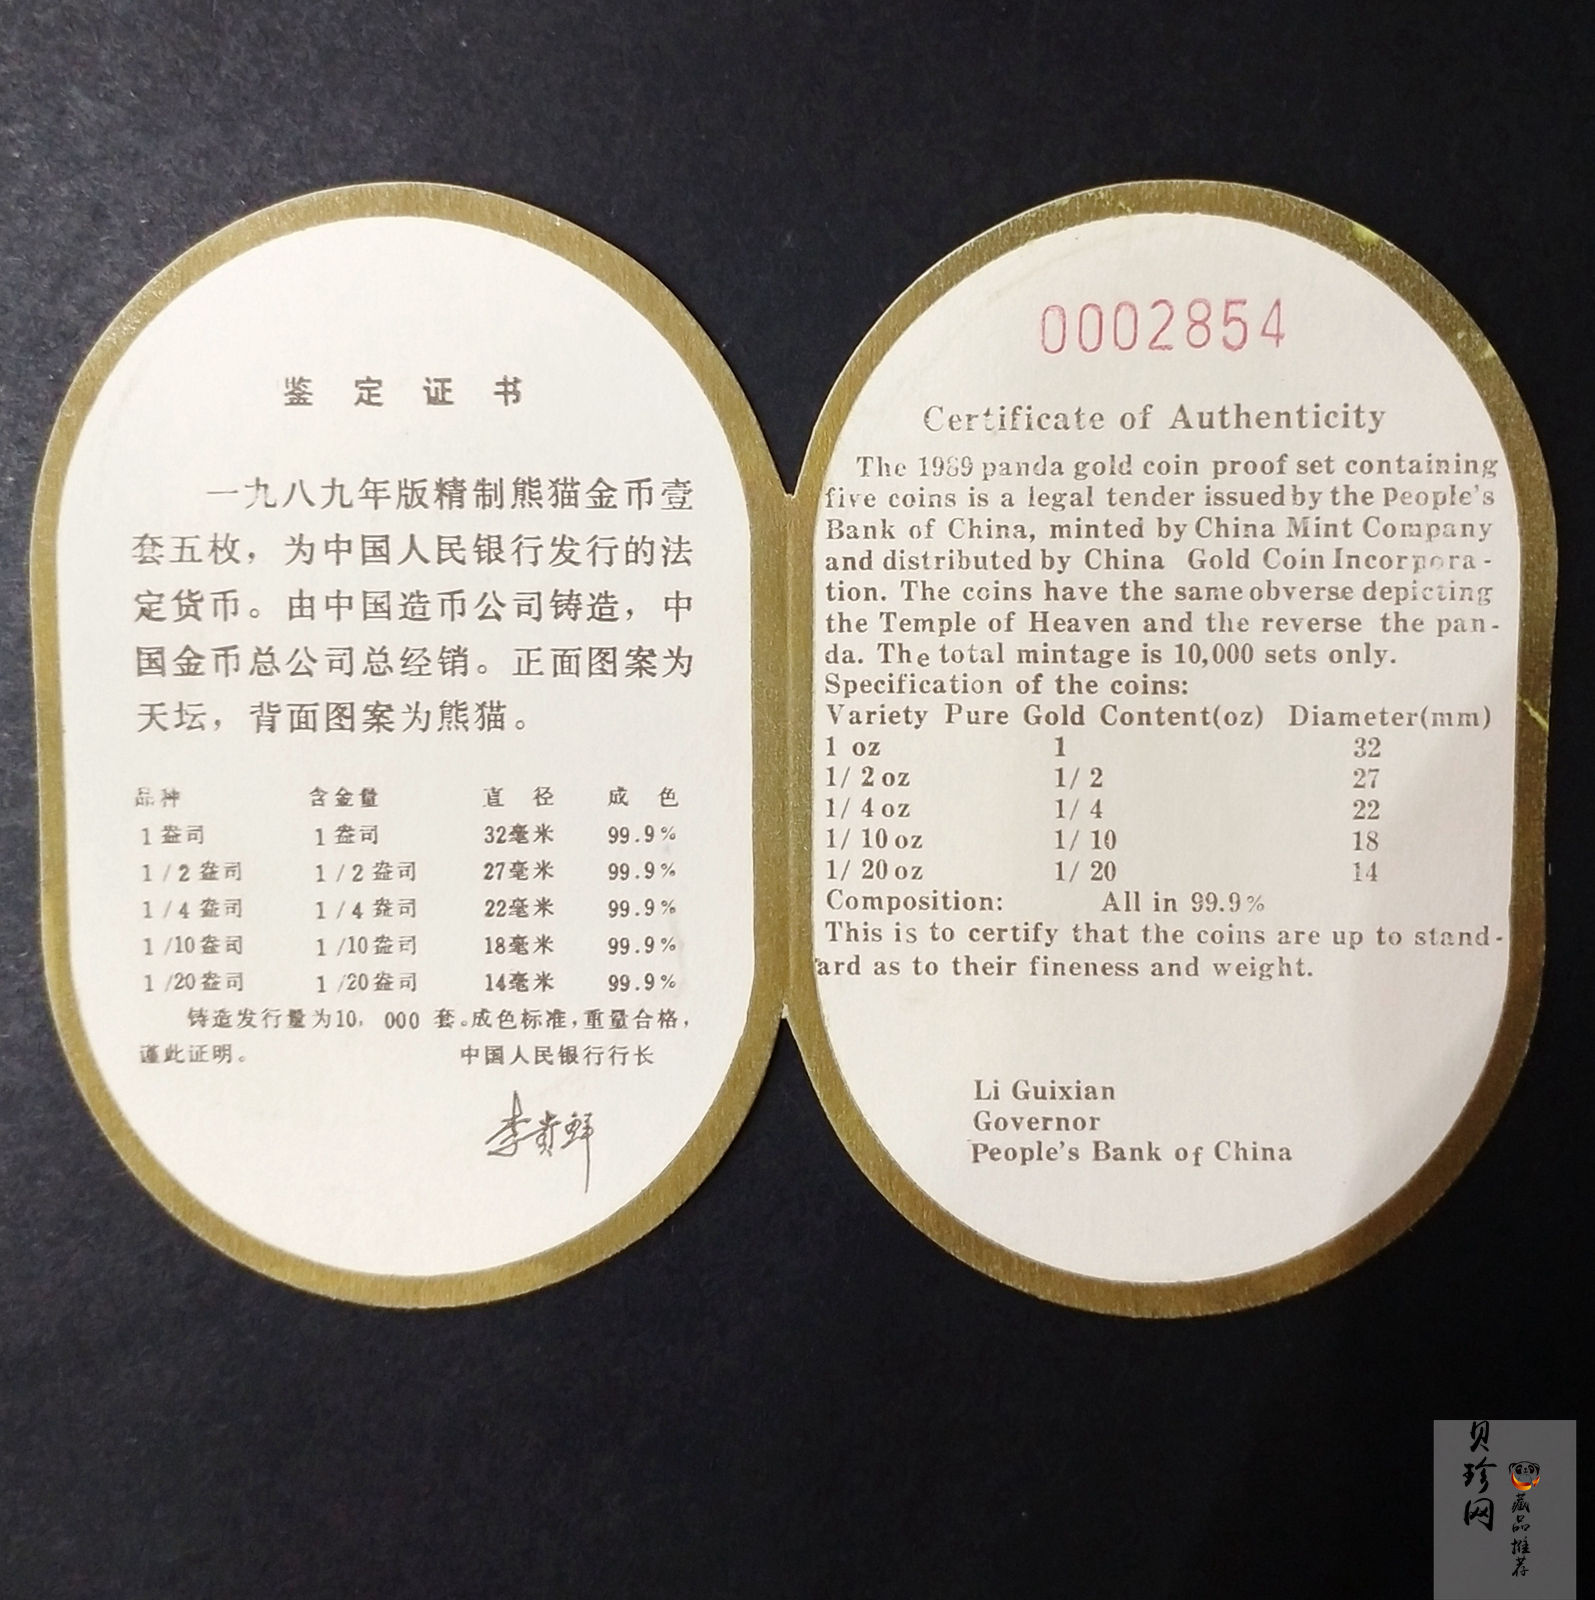 鉴定证书
一九八九年版精制熊猫金币壹
套五枚，为中国人民银行发行的法
定货币。由中国造币公司铸造，中
国金币总公司总经销。正面图案为
天坛，背面图案为熊猫。
品种 含金量 直径 成色
1盎司 1盎司 32毫米 99.9%
1/2盎司 1/2盎司 27毫米 99.9%
1/4盎司 1/4盎司 22毫米 99.9%
1/10盎司 1/10盎司 18毫米 99.9%
1/20盎司 1/20盎司 14毫米 99.9%
铸造发行量为10，000 套。成色标准，重量合格，
谨此证明。 中国人民银行行长
李贵鲜
0002854
Certificate of Authenticity
The 1989 panda gold coin proof set containing
five coins is a legal tender issued by the People's
Bank of China, minted by China Mint Company
and distributed by China Gold Coin Incorpora-
tion. The coins have the same obverse depicting
the Temple of Heaven and the reverse the pan-
da. The total mintage is 10,000 sets only.
Specification of the coins:
Variety Pure Gold Content(oz) Diameter(mm)
1 oz 1 32
1/2 oz 1/2 27
1/4 oz 1/4 22
1/10 oz 1/10 18
1/20 oz 1/20 14
Composition: All in 99.9%
This is to certify that the coins are up to stand-
ard as to their fineness and weight.
Li Guixian
Governor
People's Bank of China
贝珍网
藏品推荐